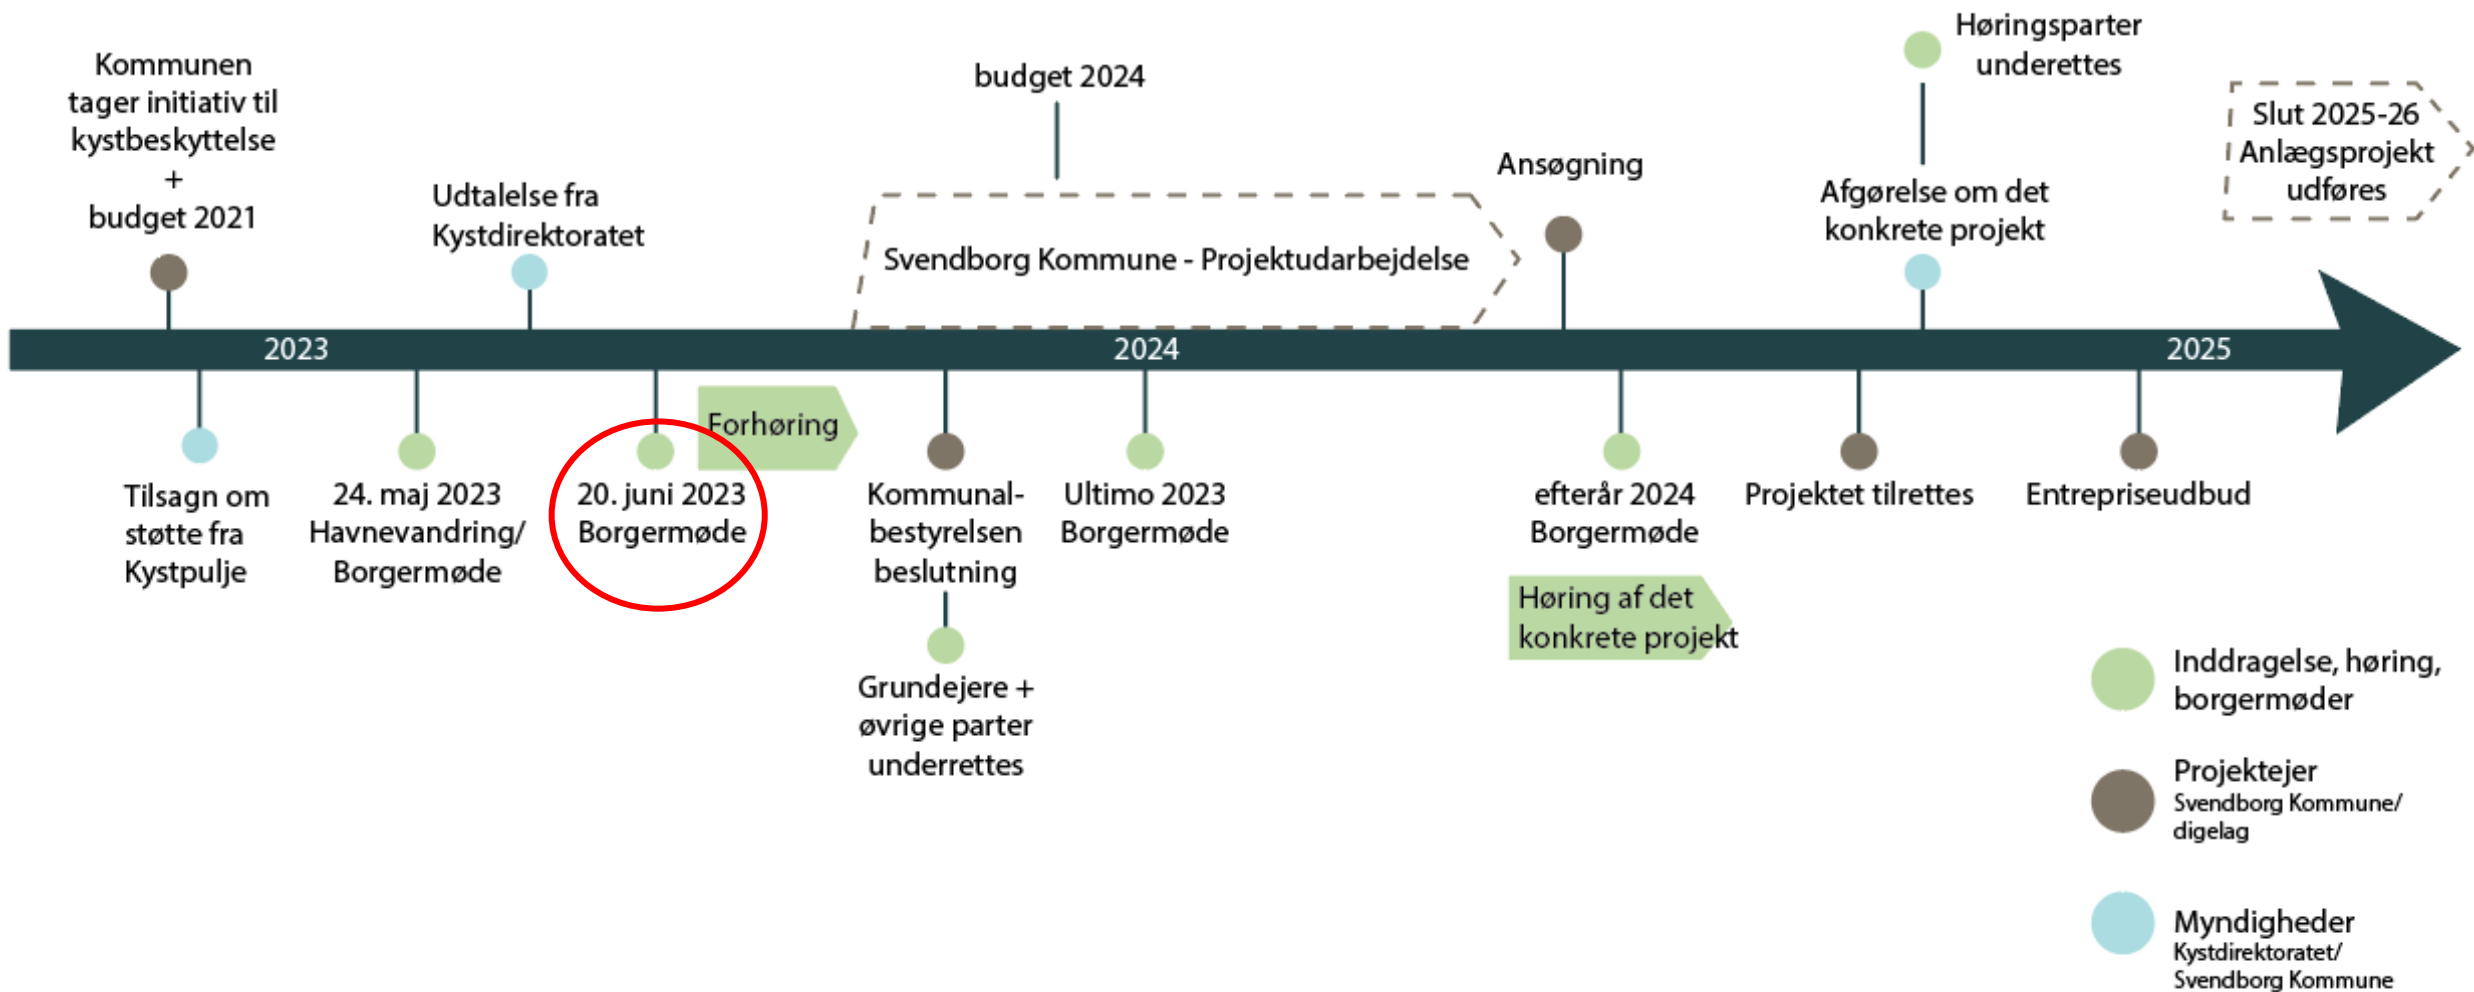 Kommunen
tager initiativ til
kystbeskyttelse
+
budget 2021
Udtalelse fra
Kystdirektoratet
budget 2024
Svendborg Kommune - Projektudarbejdelse
Ansøgning
Høringsparter
underettes
Afgørelse om det
konkrete projekt
Slut 2025-26
Anlægsprojekt
udføres
2023
2024
2025
Tilsagn om
støtte fra
Kystpulje
24. maj 2023
Havnevandring/
Borgermøde
20. juni 2023
Borgermøde
Forhøring
Kommunal-
bestyrelsen
beslutning
Grundejere +
øvrige parter
underrettes
Ultimo 2023
Borgermøde
efterår 2024
Borgermøde
Høring af det
konkrete projekt
Projektet tilrettes
Entrepriseudbud
Inddragelse, høring,
borgermøder
Projektejer
Svendborg Kommune/
digelag
Myndigheder
Kystdirektoratet/
Svendborg Kommune